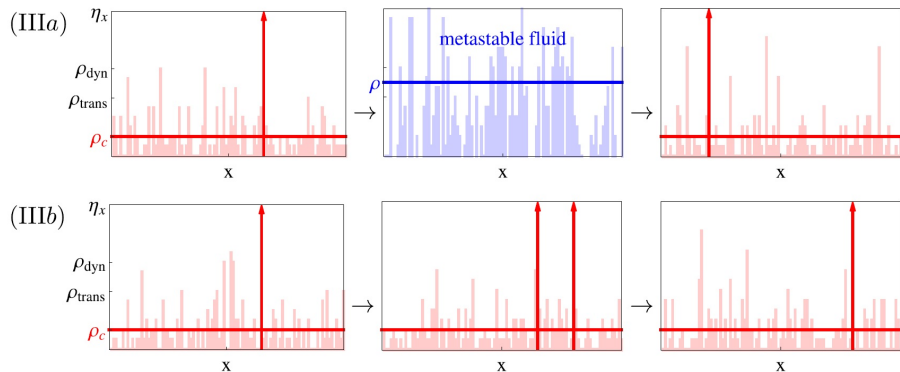 (IIIa)
η_x
ρ_dyn
ρ_trans
ρ_c
x
→
metastable fluid
ρ
x
→
x
(IIIb)
η_x
ρ_dyn
ρ_trans
ρ_c
x
→
x
→
x